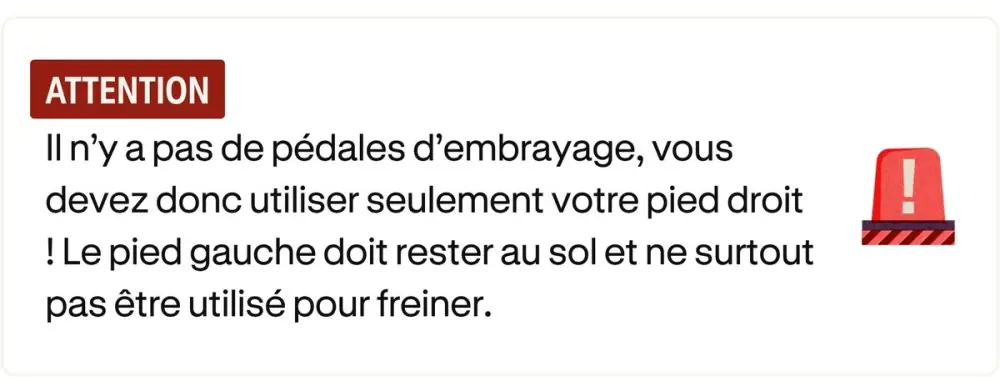 ATTENTION
Il n’y a pas de pédales d’embrayage, vous
devez donc utiliser seulement votre pied droit
! Le pied gauche doit rester au sol et ne surtout
pas être utilisé pour freiner.
!